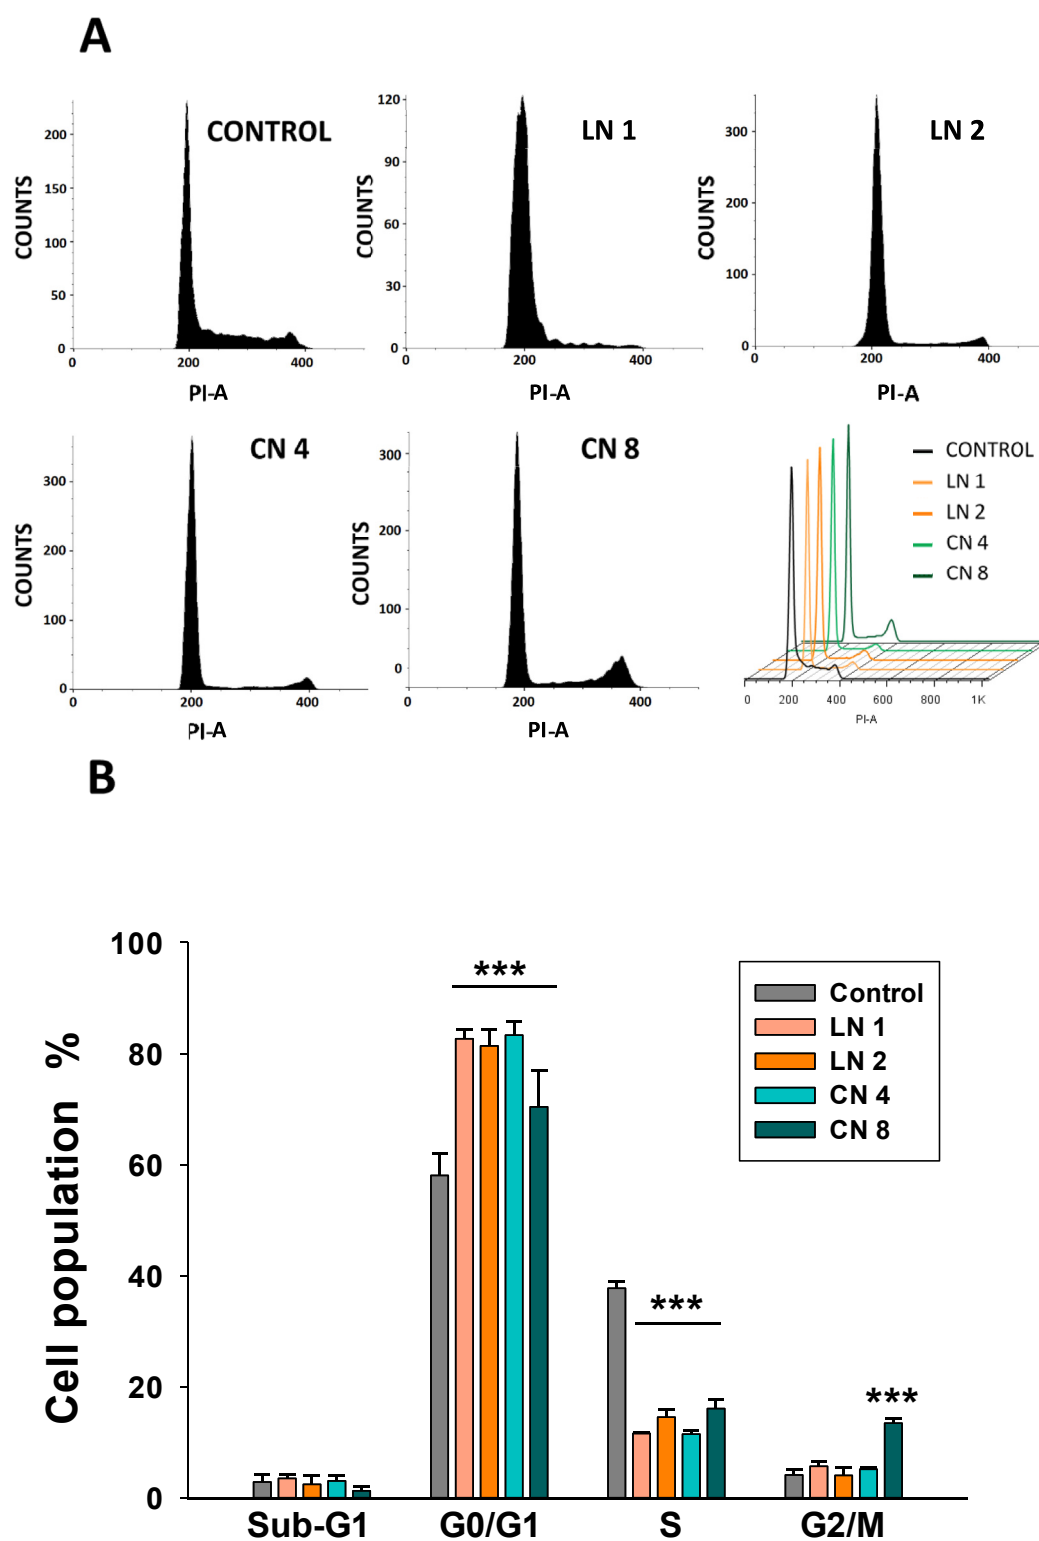 A
CONTROL
COUNTS
200
150
100
50
0
0
200
400
PI-A
LN 1
COUNTS
120
90
60
30
0
0
200
400
PI-A
LN 2
COUNTS
300
200
100
0
0
200
400
PI-A
CN 4
COUNTS
300
200
100
0
0
200
400
PI-A
CN 8
COUNTS
300
200
100
0
0
200
400
PI-A
CONTROL
LN 1
LN 2
CN 4
CN 8
0 200 400 600 800 1K
PI-A
B
Cell population %
100
80
60
40
20
0
***
***
***
Control
LN 1
LN 2
CN 4
CN 8
Sub-G1 G0/G1 S G2/M